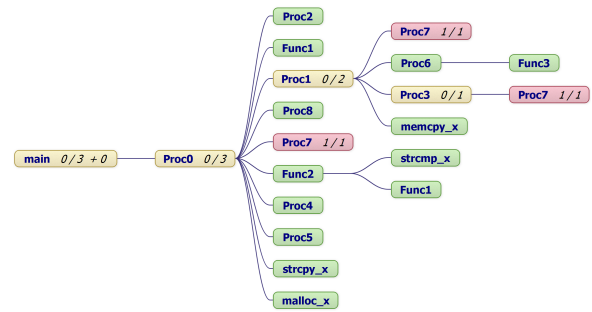 Proc2
Func1
Proc1 0/2
Proc8
Proc7 1/1
Func2
Proc4
Proc5
strcpy_x
malloc_x
main 0/3 +0
Proc0 0/3
Proc7 1/1
Proc6
Func3
Proc3 0/1
Proc7 1/1
memcpy_x
strcmp_x
Func1